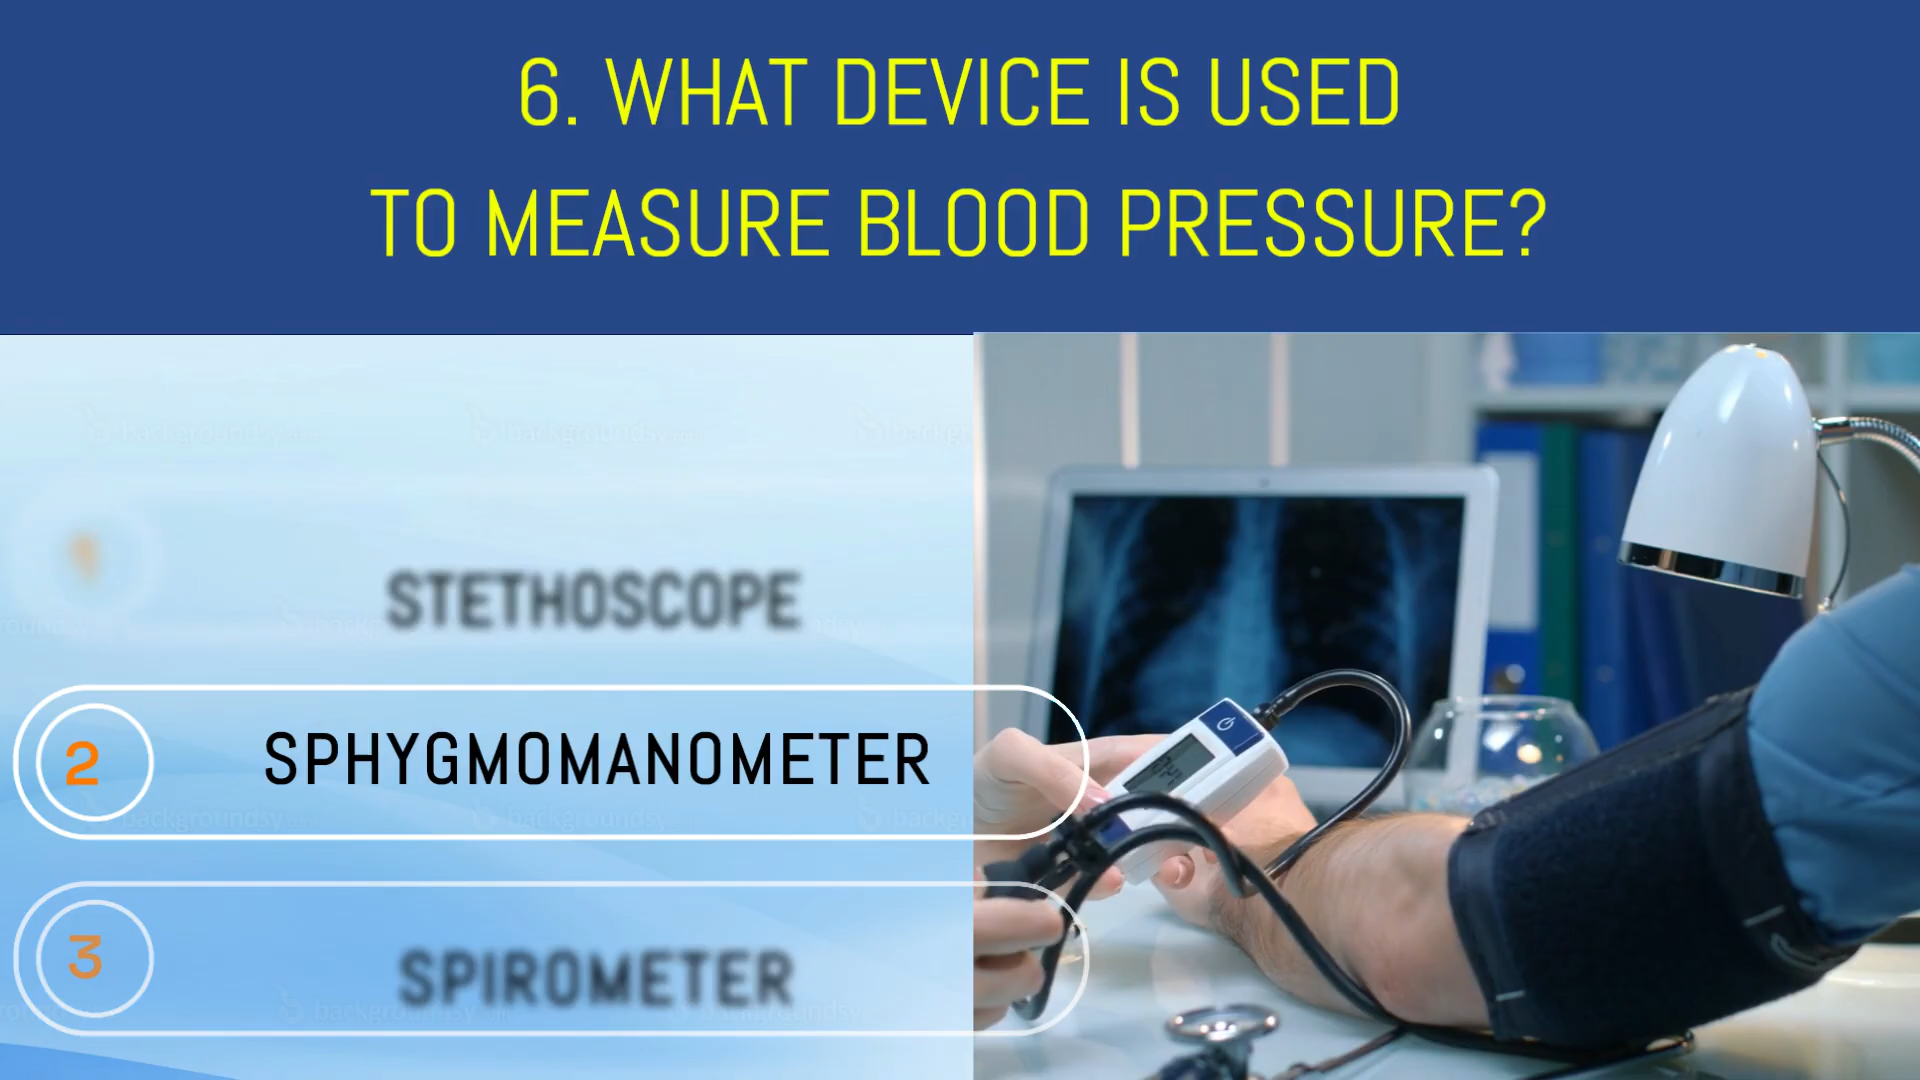 6. WHAT DEVICE IS USED
TO MEASURE BLOOD PRESSURE?
STETHOSCOPE
2 SPHYGMOMANOMETER
3 SPIROMETER